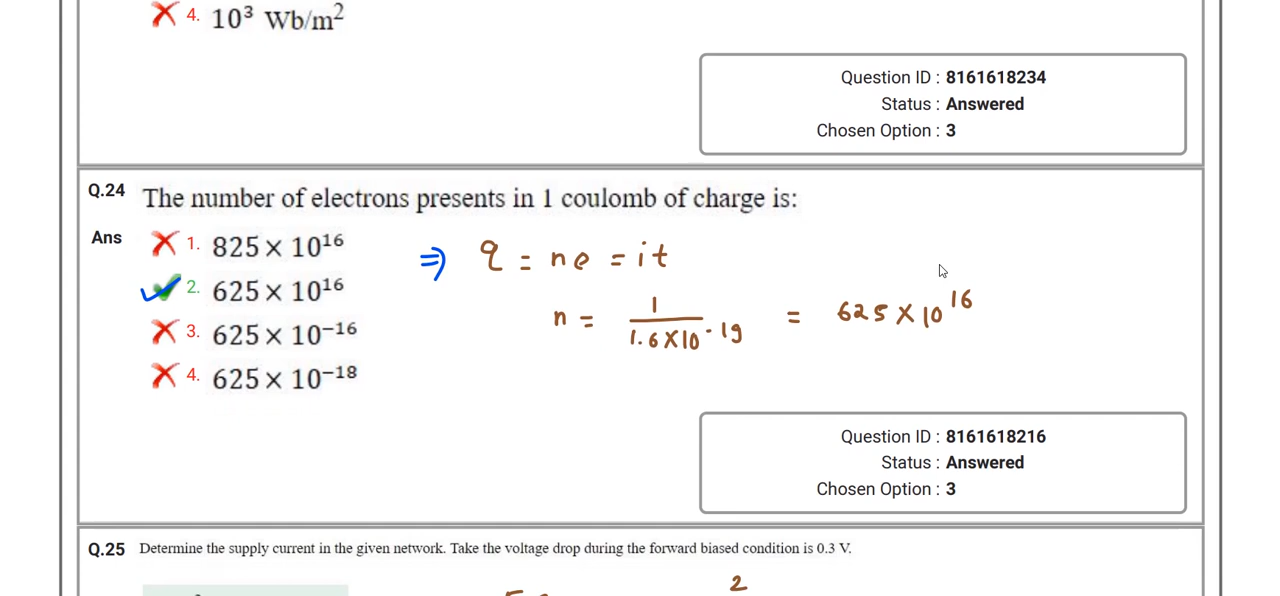 4. 10³ Wb/m²
Question ID : 8161618234
Status : Answered
Chosen Option : 3
Q.24 The number of electrons presents in 1 coulomb of charge is:
Ans 1. 825 × 10¹⁶
2. 625 × 10¹⁶
3. 625 × 10⁻¹⁶
4. 625 × 10⁻¹⁸
⇒ q = ne = it
n = 1 / 1.6 × 10⁻¹⁹ = 625 × 10¹⁶
Question ID : 8161618216
Status : Answered
Chosen Option : 3
Q.25 Determine the supply current in the given network. Take the voltage drop during the forward biased condition is 0.3 V.
2